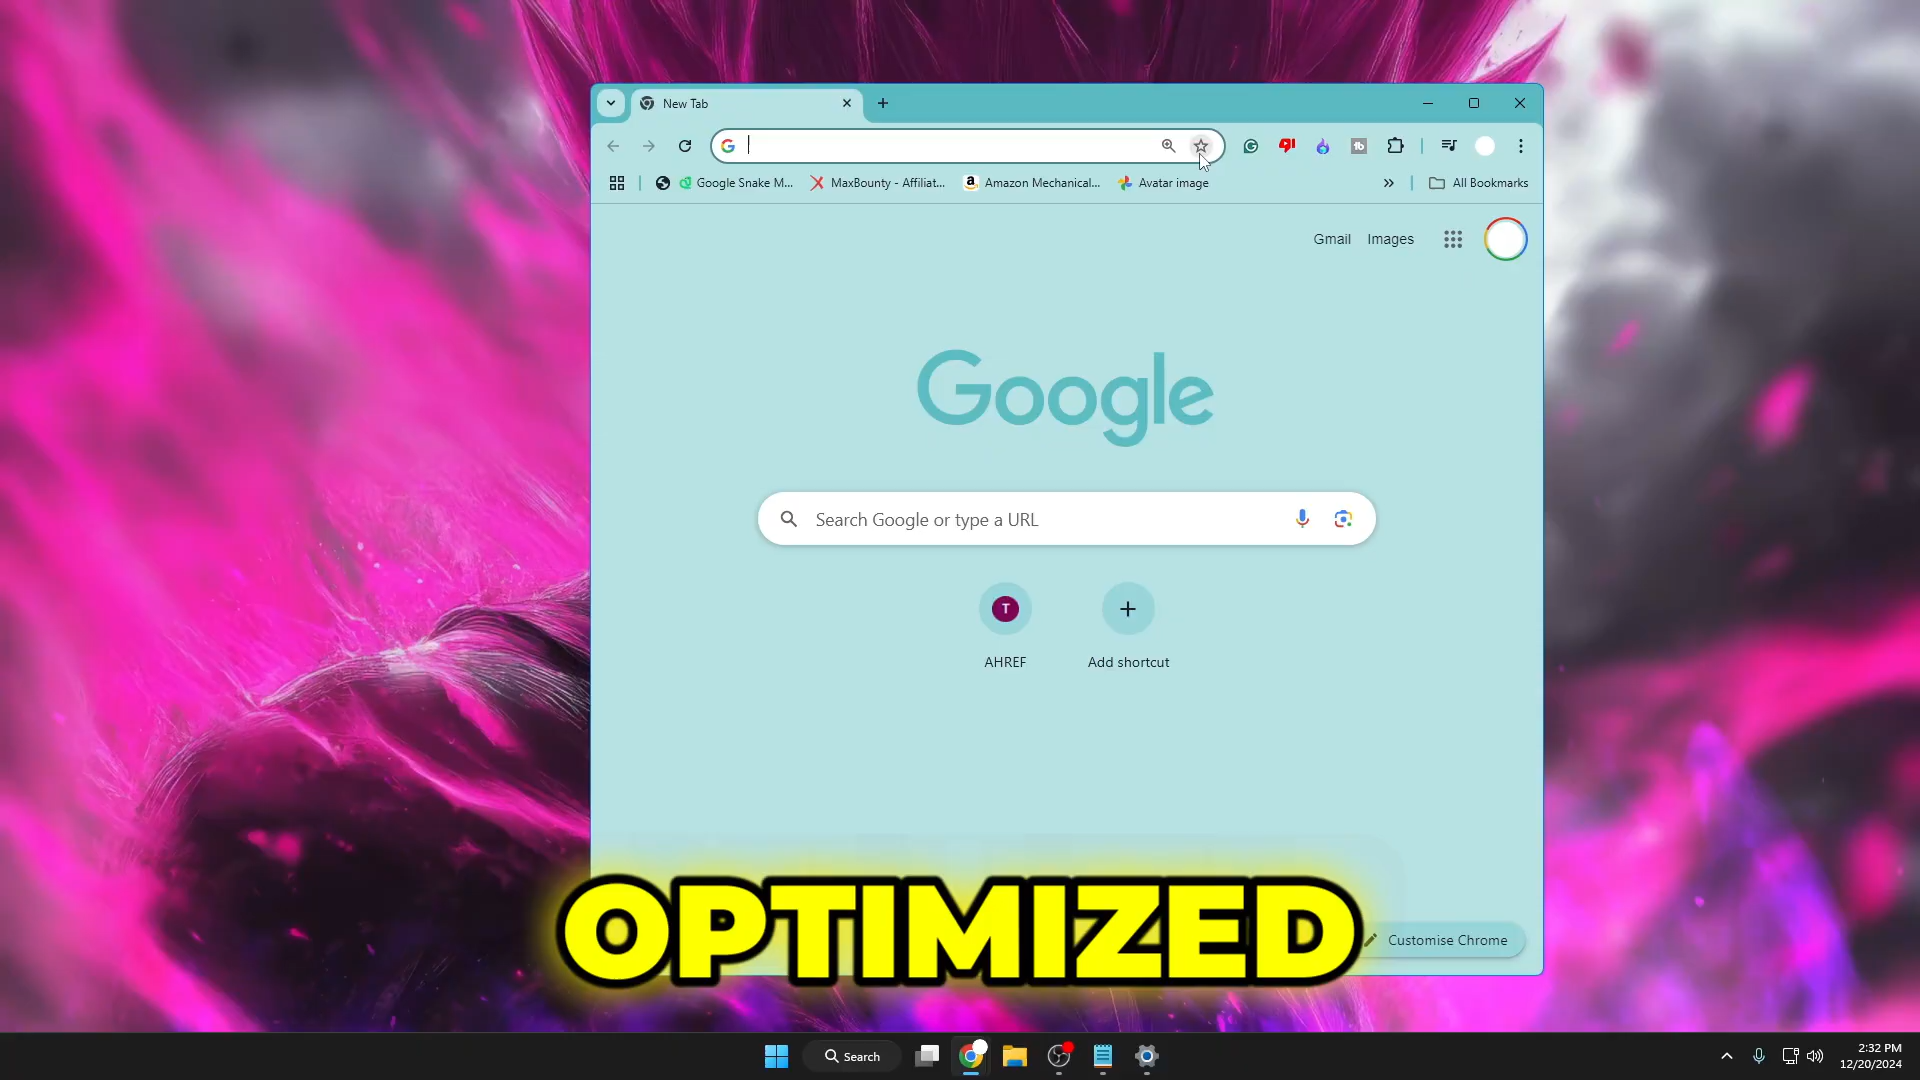 New Tab
Google Snake M...
MaxBounty - Affiliat...
Amazon Mechanical...
Avatar image
All Bookmarks
Gmail
Images
Google
Search Google or type a URL
T
AHREF
Add shortcut
OPTIMIZED
Customise Chrome
Search
2:32 PM
12/20/2024